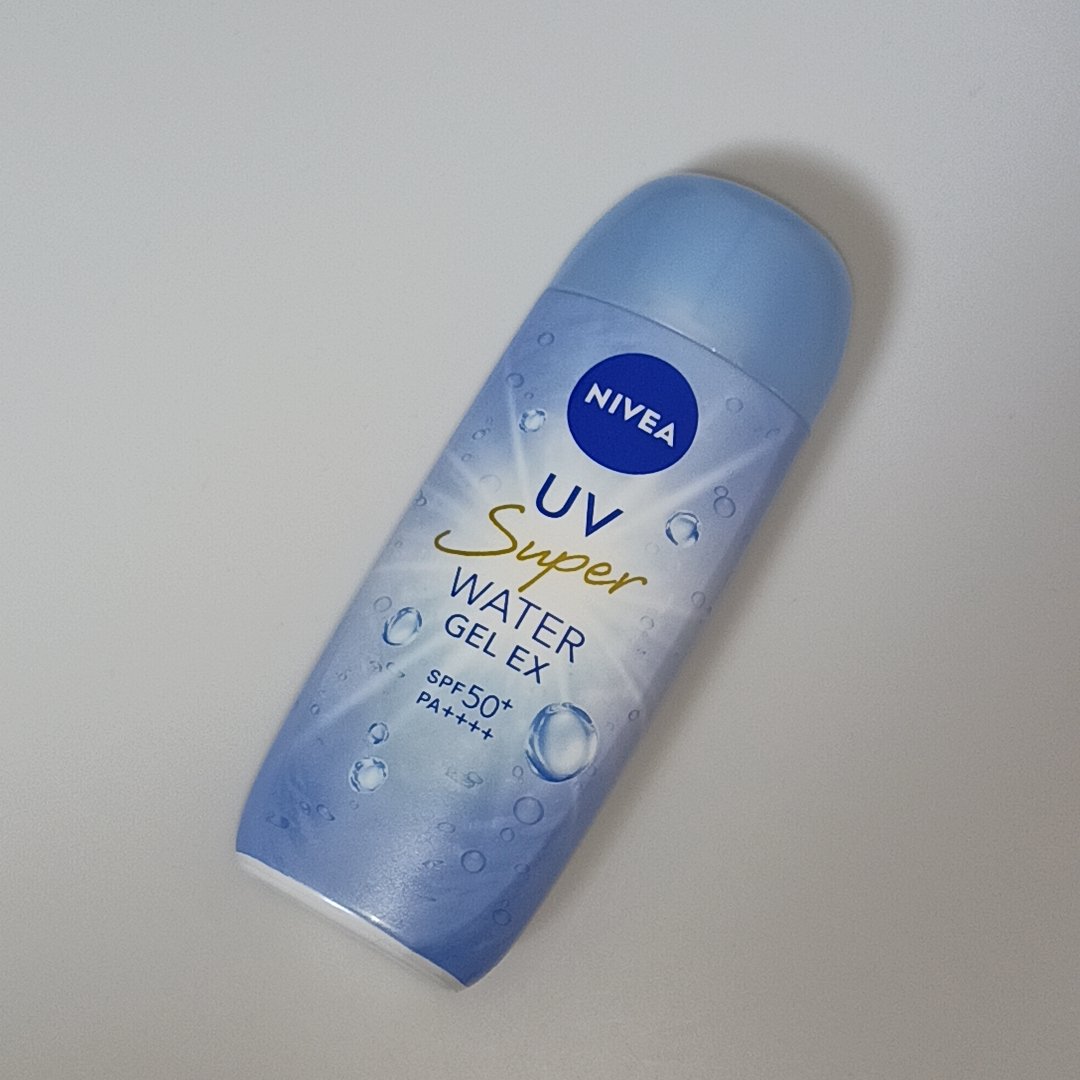 NIVEA
UV
Super
WATER
GEL EX
SPF50+
PA++++